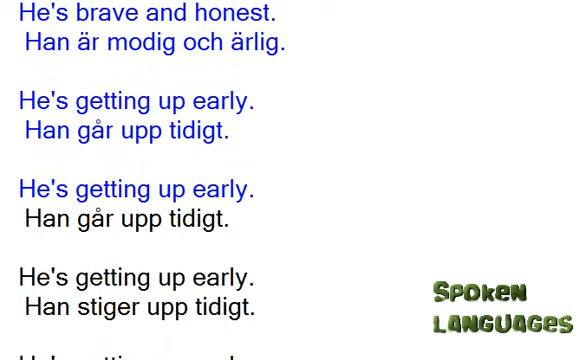 He's brave and honest.
Han är modig och ärlig.
He's getting up early.
Han går upp tidigt.
He's getting up early.
Han går upp tidigt.
He's getting up early.
Han stiger upp tidigt.
Spoken
Languages